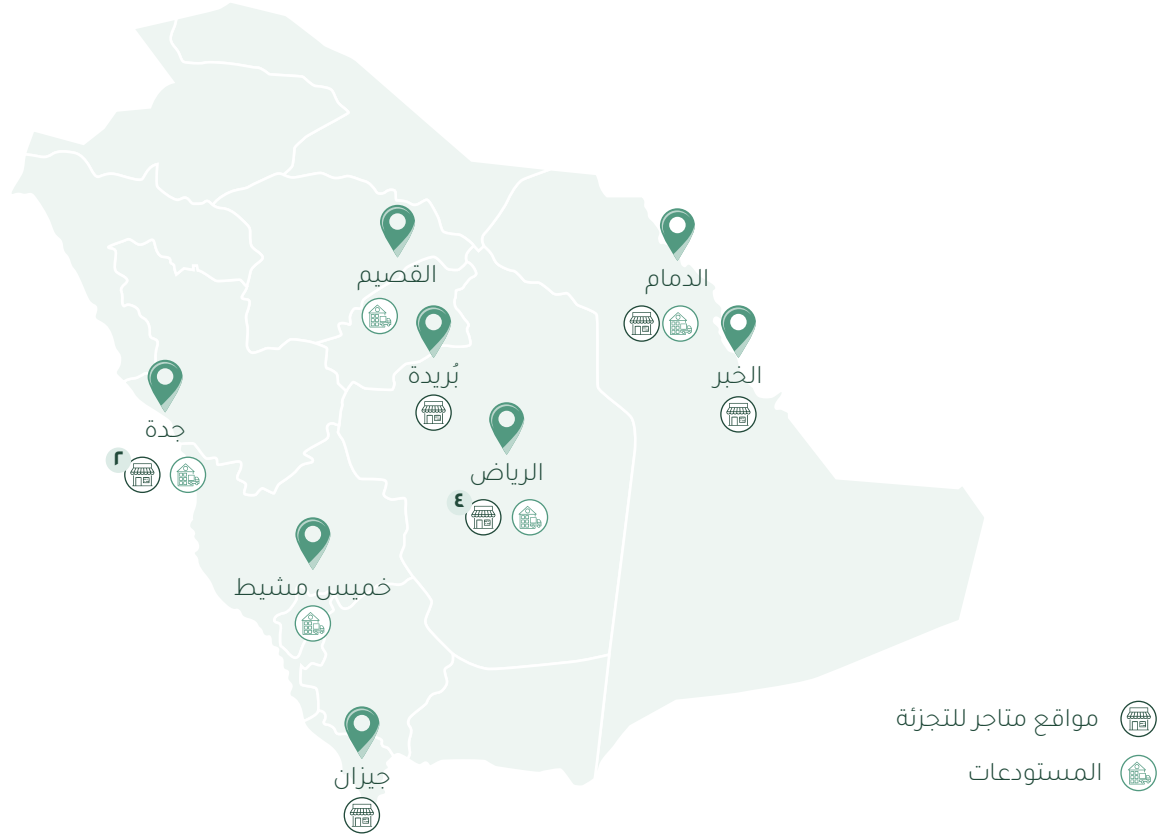 القصيم
الدمام
بُريدة
الخبر
جدة
٢
الرياض
٤
خميس مشيط
جيزان
مواقع متاجر للتجزئة
المستودعات